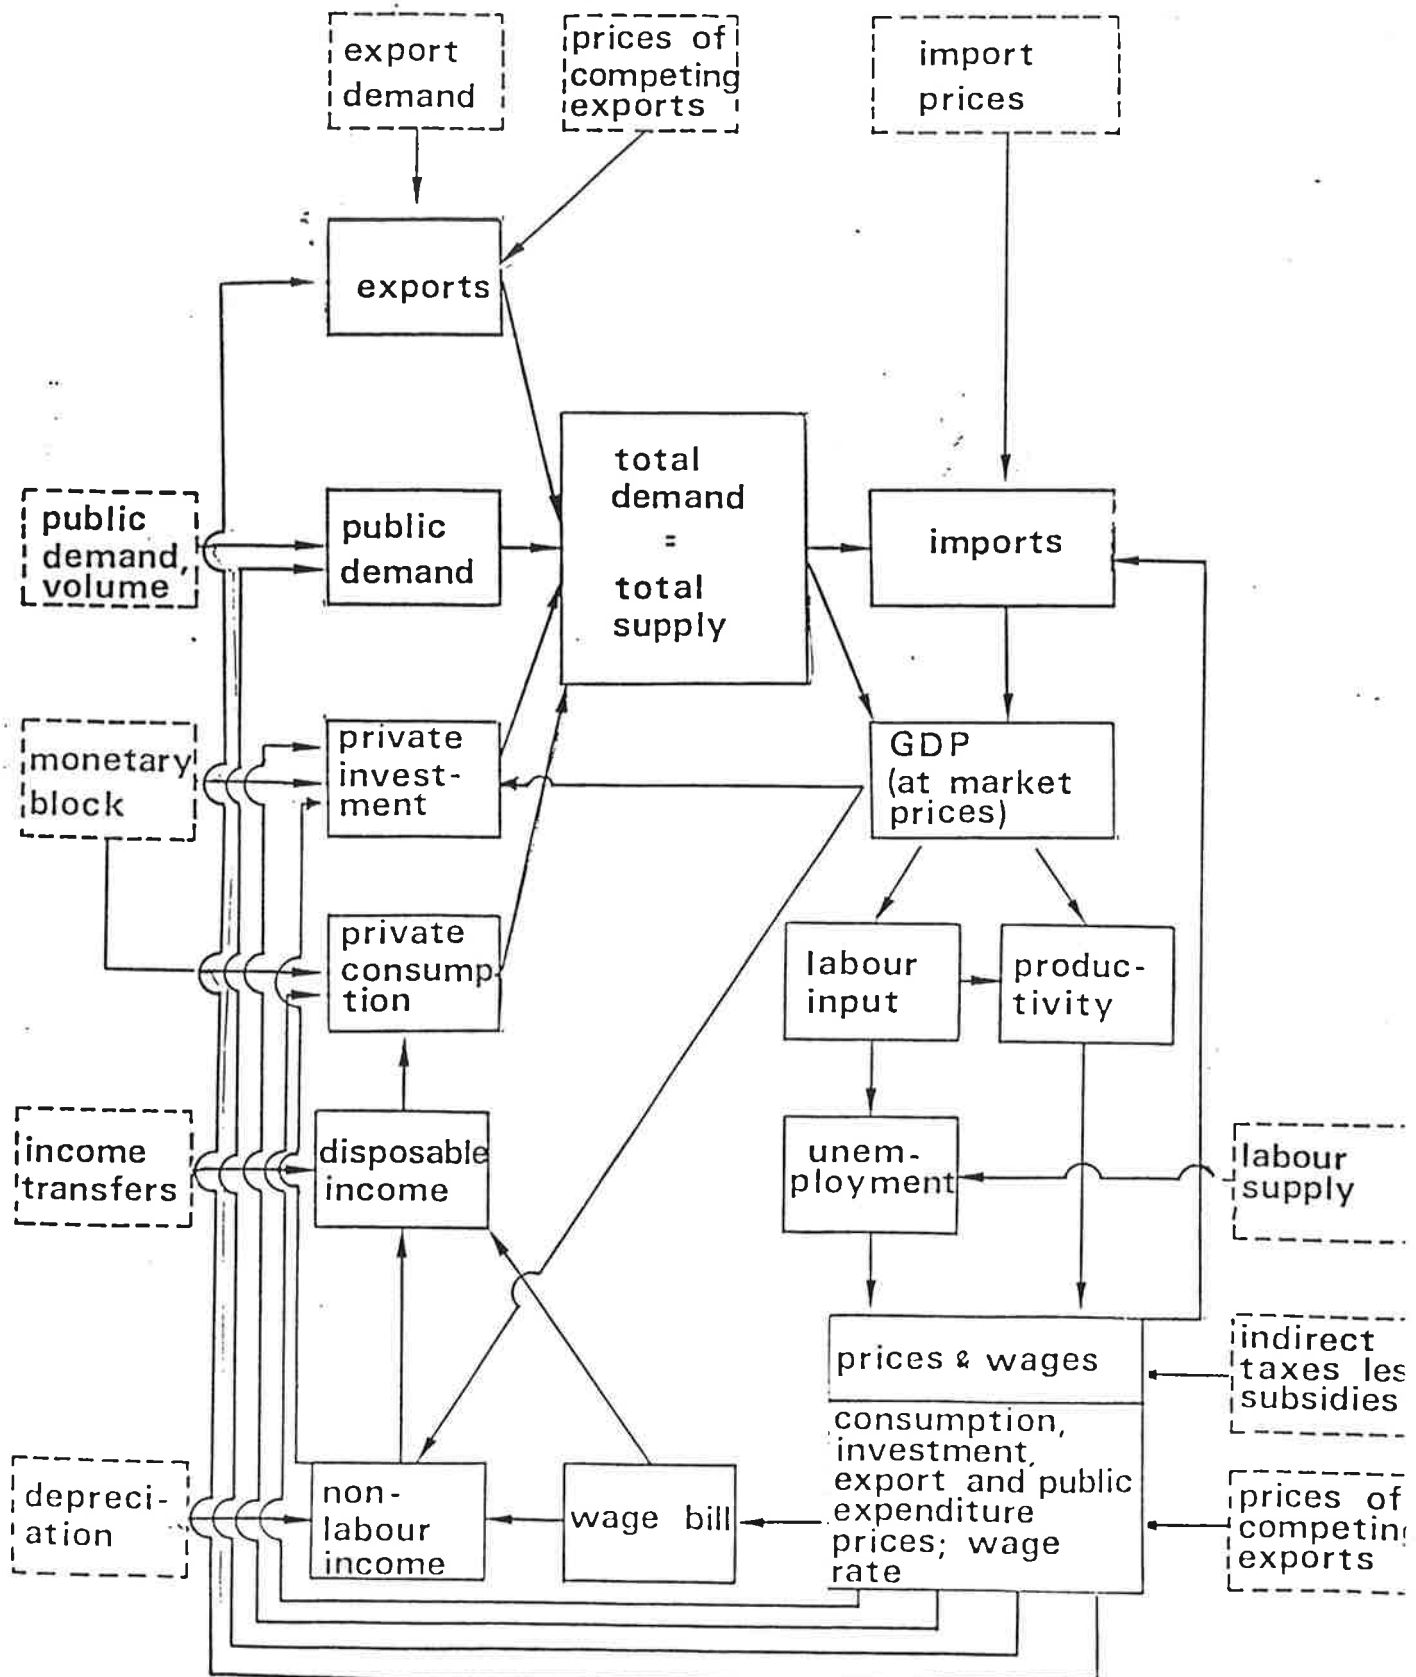 export
demand
prices of
competing
exports
import
prices
exports
total
demand
=
total
supply
public
demand,
volume
public
demand
imports
monetary
block
private
invest-
ment
GDP
(at market
prices)
private
consump-
tion
labour
input
produc-
tivity
income
transfers
disposable
income
unem-
ployment
labour
supply
prices & wages
indirect
taxes les
subsidies
consumption,
investment,
export and public
expenditure
prices; wage
rate
depreci-
ation
non-
labour
income
wage bill
prices of
competing
exports